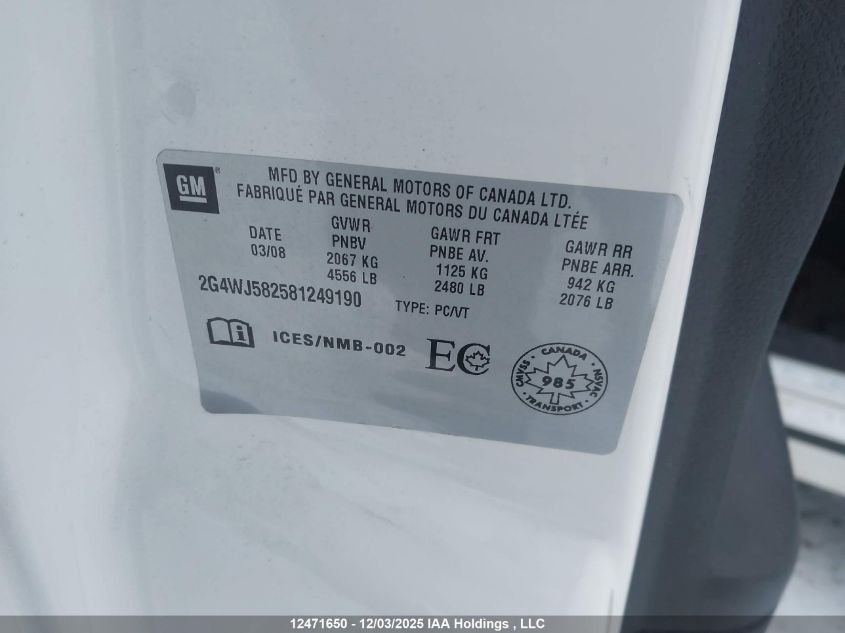 GM
MFD BY GENERAL MOTORS OF CANADA LTD.
FABRIQUÉ PAR GENERAL MOTORS DU CANADA LTÉE
DATE
03/08
GVWR
PNBV
2067 KG
4556 LB
GAWR FRT
PNBE AV.
1125 KG
2480 LB
GAWR RR
PNBE ARR.
942 KG
2076 LB
2G4WJ582581249190
TYPE: PC/VT
i
ICES/NMB-002
EC
CMVSS • CANADA • NSVAC
985
• TRANSPORT •
12471650 - 12/03/2025 IAA Holdings , LLC